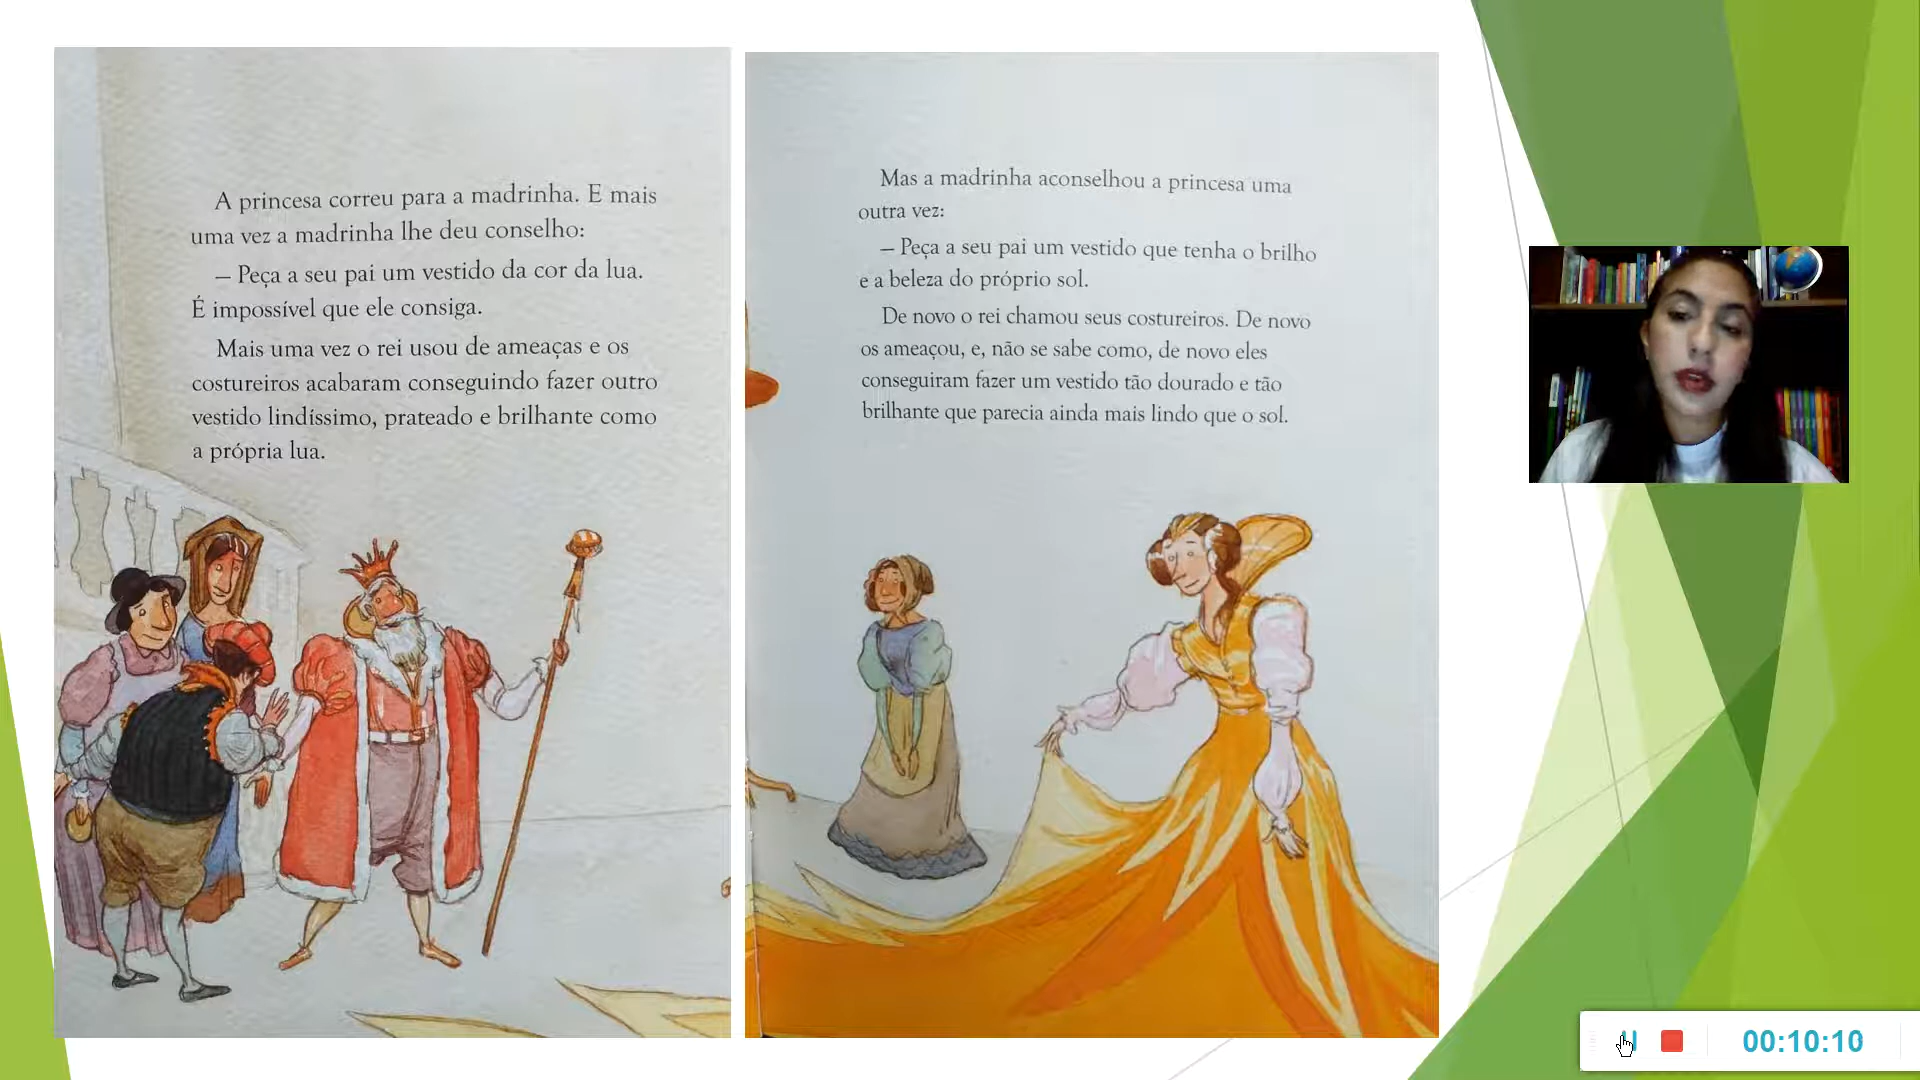 A princesa correu para a madrinha. E mais
uma vez a madrinha lhe deu conselho:
– Peça a seu pai um vestido da cor da lua.
É impossível que ele consiga.
Mais uma vez o rei usou de ameaças e os
costureiros acabaram conseguindo fazer outro
vestido lindíssimo, prateado e brilhante como
a própria lua.
Mas a madrinha aconselhou a princesa uma
outra vez:
– Peça a seu pai um vestido que tenha o brilho
e a beleza do próprio sol.
De novo o rei chamou seus costureiros. De novo
os ameaçou, e, não se sabe como, de novo eles
conseguiram fazer um vestido tão dourado e tão
brilhante que parecia ainda mais lindo que o sol.
00:10:10